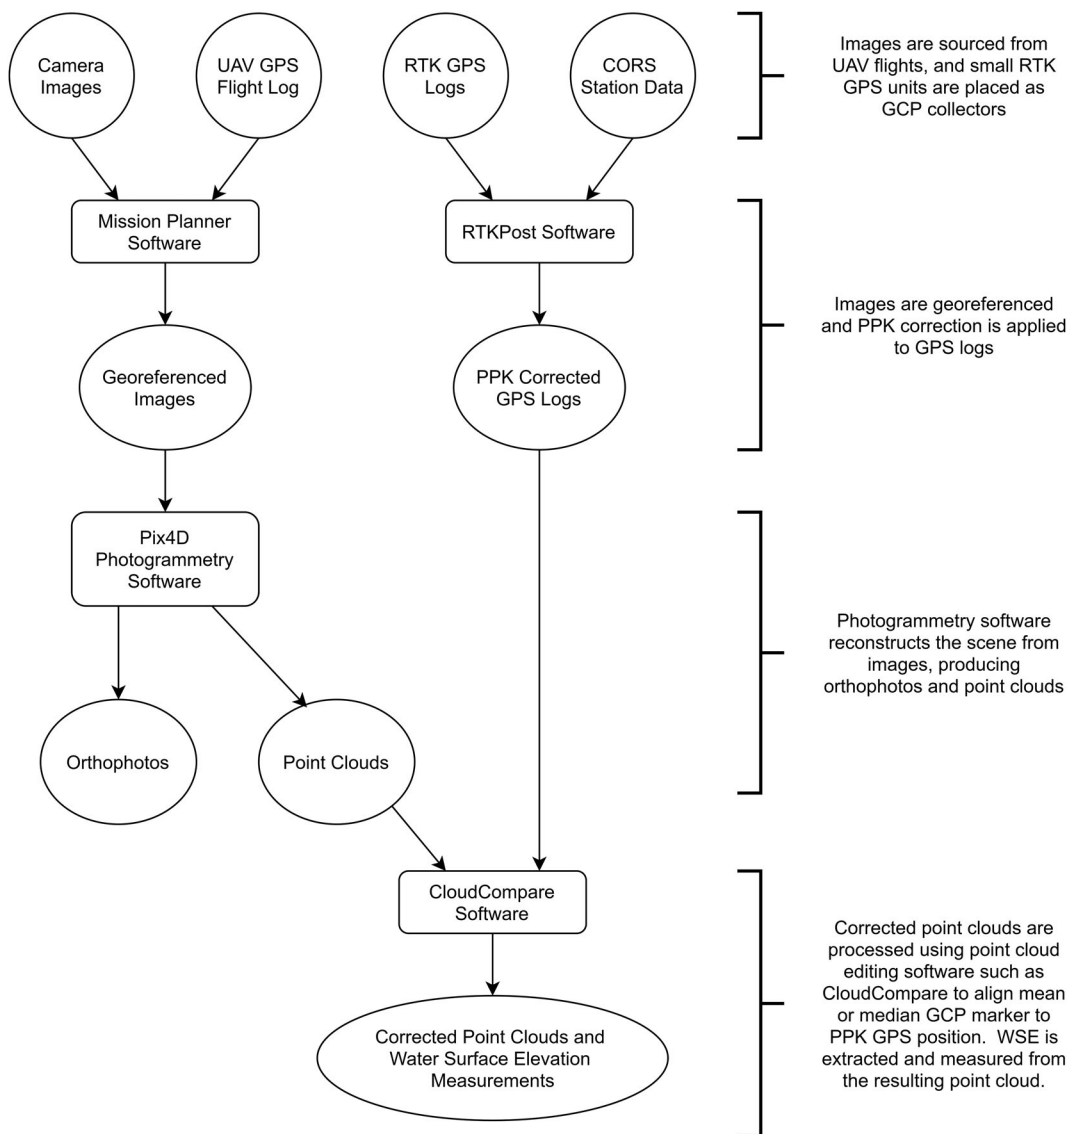 Camera
Images
UAV GPS
Flight Log
RTK GPS
Logs
CORS
Station Data
Images are sourced from
UAV flights, and small RTK
GPS units are placed as
GCP collectors
Mission Planner
Software
RTKPost Software
Georeferenced
Images
PPK Corrected
GPS Logs
Images are georeferenced
and PPK correction is applied
to GPS logs
Pix4D
Photogrammetry
Software
Orthophotos
Point Clouds
Photogrammetry software
reconstructs the scene from
images, producing
orthophotos and point clouds
CloudCompare
Software
Corrected Point Clouds and
Water Surface Elevation
Measurements
Corrected point clouds are
processed using point cloud
editing software such as
CloudCompare to align mean
or median GCP marker to
PPK GPS position.  WSE is
extracted and measured from
the resulting point cloud.